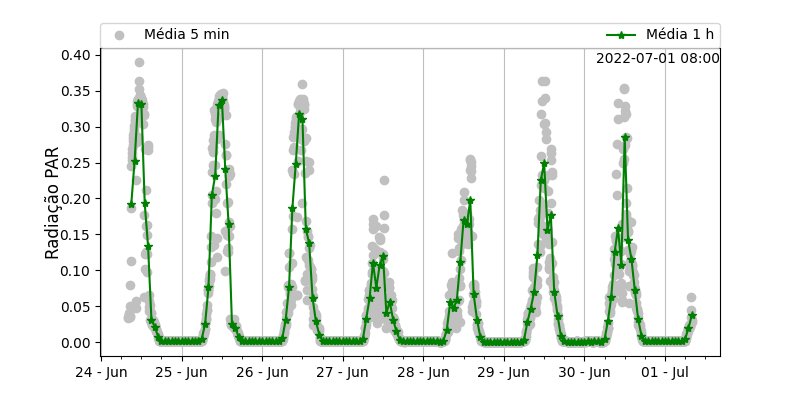 Média 5 min
Média 1 h
2022-07-01 08:00
Radiação PAR
0.40
0.35
0.30
0.25
0.20
0.15
0.10
0.05
0.00
24 - Jun
25 - Jun
26 - Jun
27 - Jun
28 - Jun
29 - Jun
30 - Jun
01 - Jul